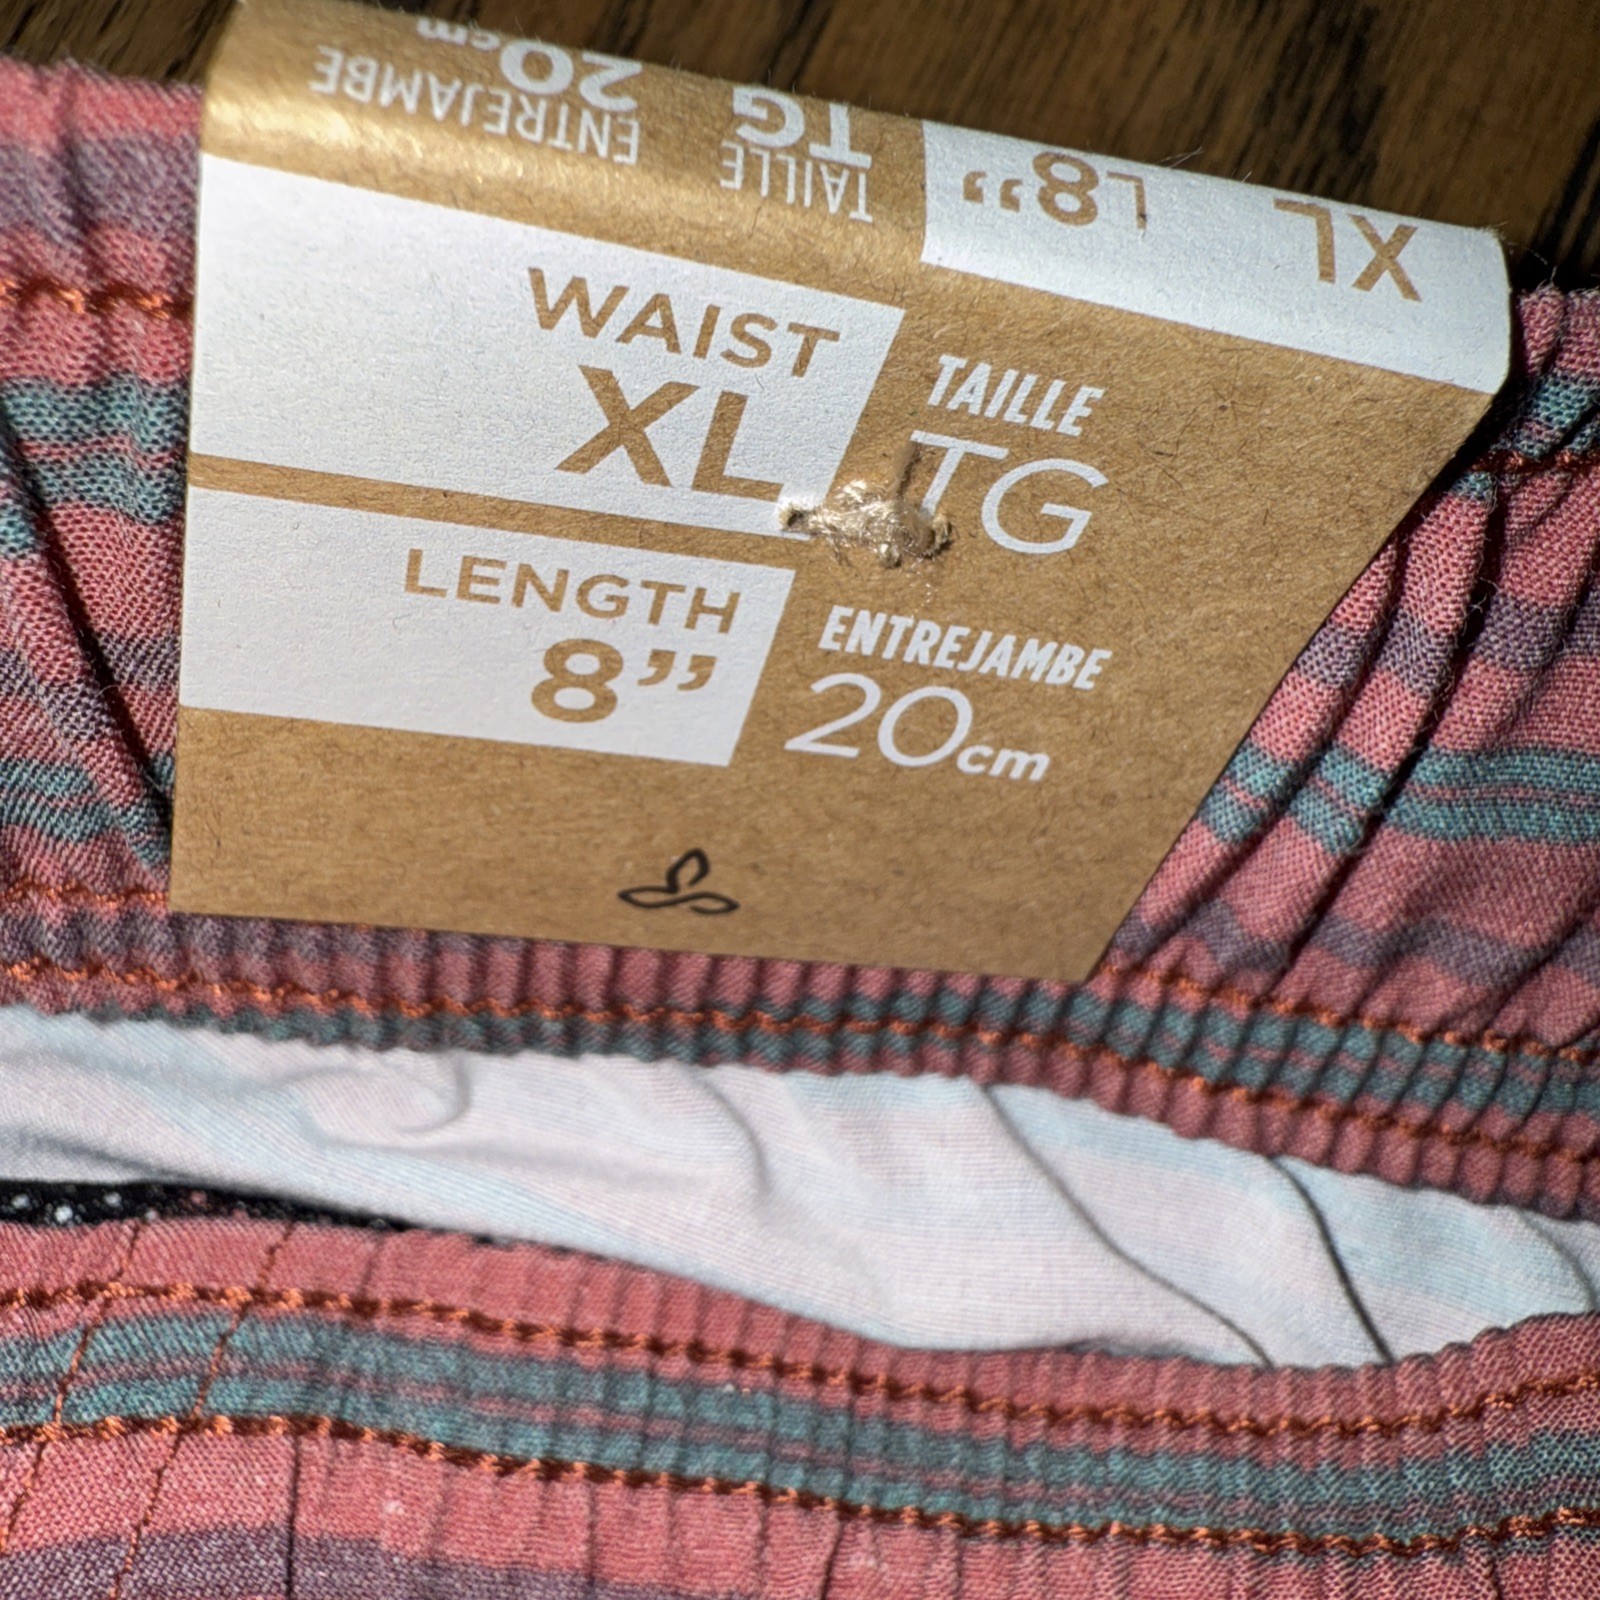 ENTREJAMBE
20cm
TAILLE
TG
L8”
XL
WAIST
XL
TAILLE
TG
LENGTH
8”
ENTREJAMBE
20cm